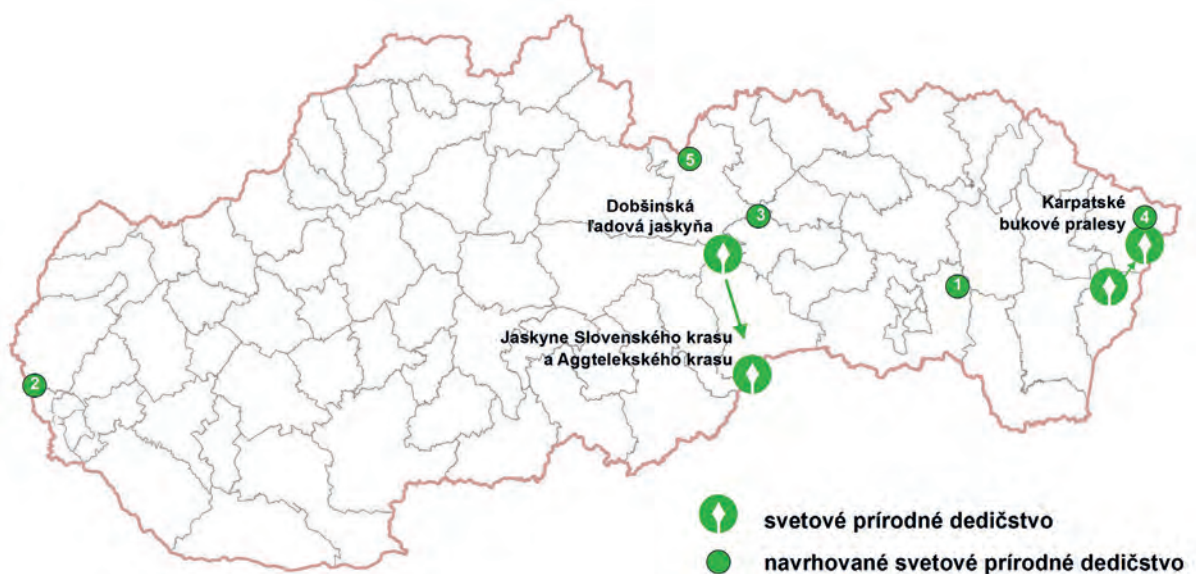 5
Dobšinská
ľadová jaskyňa
3
Karpatské
bukové pralesy
4
1
Jaskyne Slovenského krasu
a Aggtelekského krasu
2
svetové prírodné dedičstvo
navrhované svetové prírodné dedičstvo